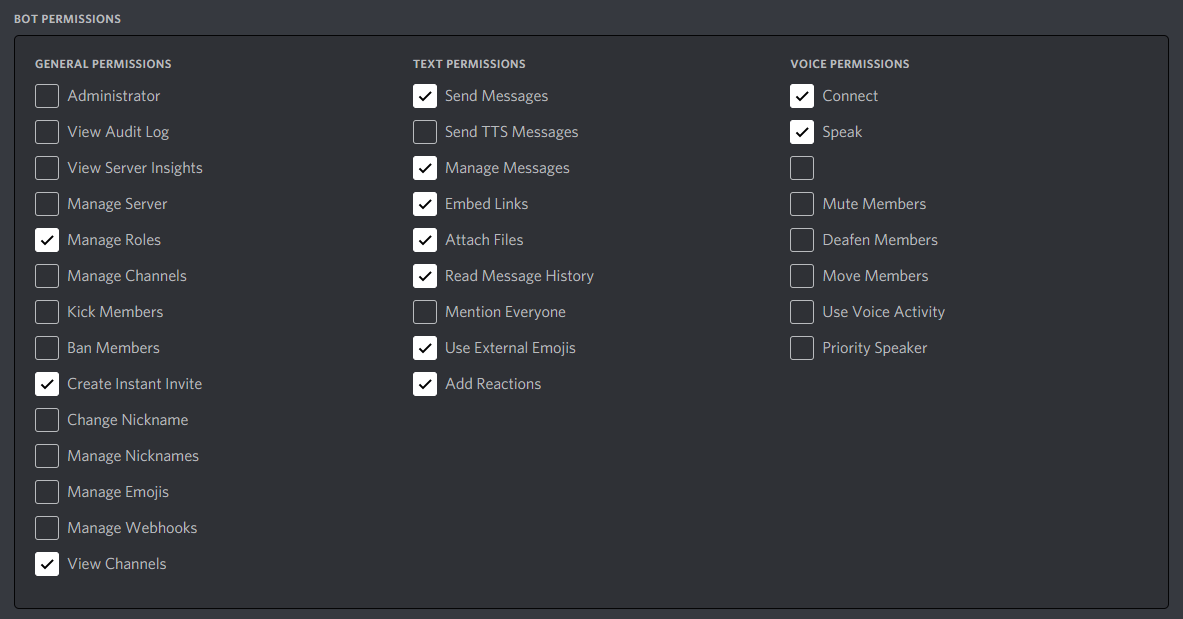 BOT PERMISSIONS
GENERAL PERMISSIONS
Administrator
View Audit Log
View Server Insights
Manage Server
Manage Roles
Manage Channels
Kick Members
Ban Members
Create Instant Invite
Change Nickname
Manage Nicknames
Manage Emojis
Manage Webhooks
View Channels
TEXT PERMISSIONS
Send Messages
Send TTS Messages
Manage Messages
Embed Links
Attach Files
Read Message History
Mention Everyone
Use External Emojis
Add Reactions
VOICE PERMISSIONS
Connect
Speak
Mute Members
Deafen Members
Move Members
Use Voice Activity
Priority Speaker